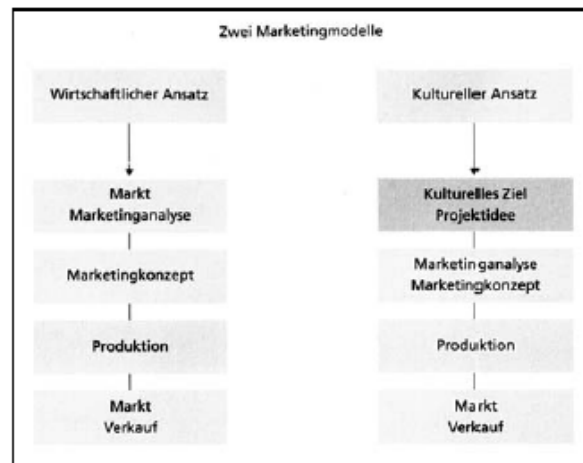 Zwei Marketingmodelle
Wirtschaftlicher Ansatz
Markt
Marketinganalyse
Marketingkonzept
Produktion
Markt
Verkauf
Kultureller Ansatz
Kulturelles Ziel
Projektidee
Marketinganalyse
Marketingkonzept
Produktion
Markt
Verkauf